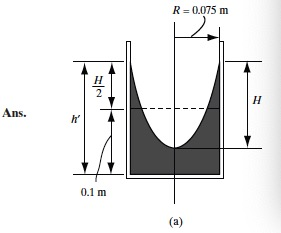 R = 0.075 m
H
2
H
Ans.
h′
0.1 m
(a)